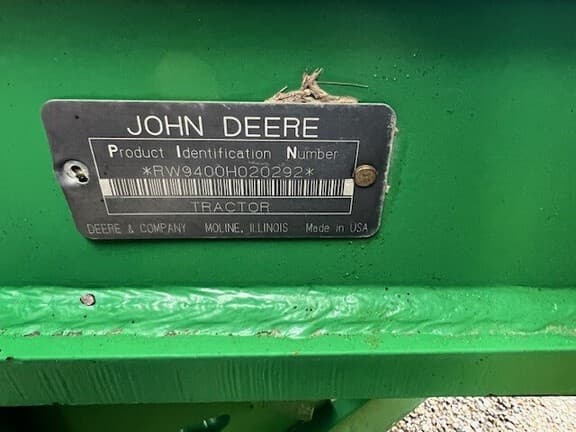 JOHN DEERE
Product Identification Number
*RW9400H020292*
TRACTOR
DEERE & COMPANY MOLINE, ILLINOIS Made in USA